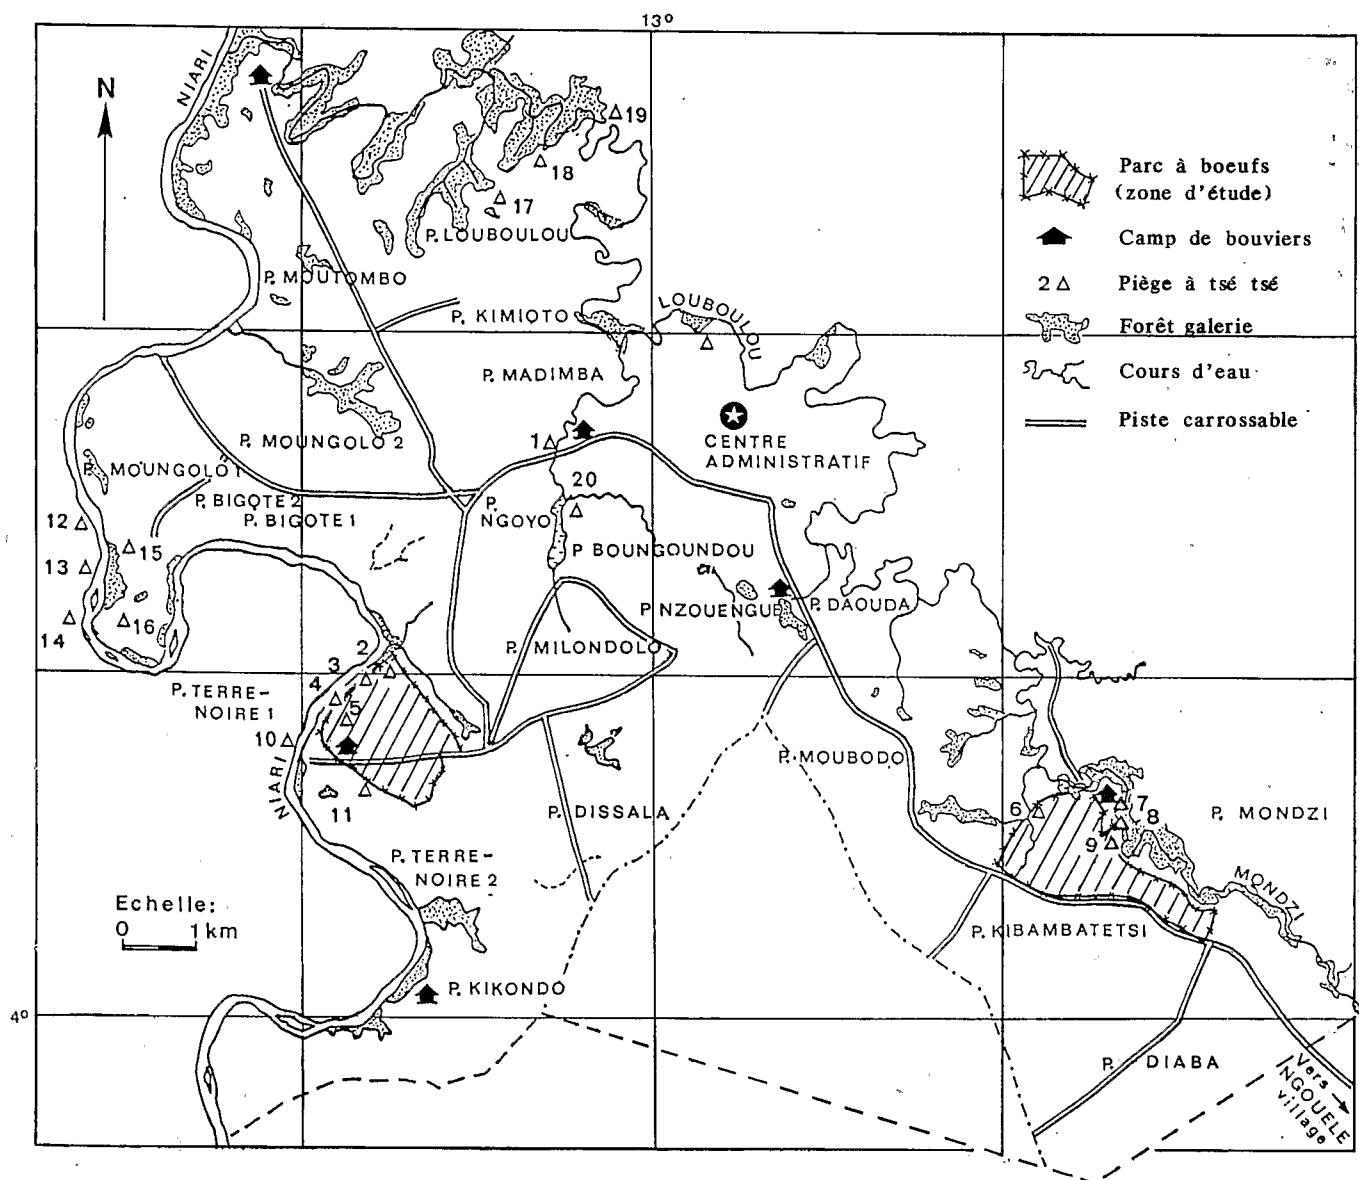 13°
NIARI
N
19
18
17
P. LOUBOULOU
P. MOUTOMBO
P. KIMIOTO
LOUBOULOU
P. MADIMBA
Parc à boeufs
(zone d'étude)
Camp de bouviers
2 Piège à tsé tsé
Forêt galerie
Cours d'eau
Piste carrossable
P. MOUNGOLO 2
1
CENTRE
ADMINISTRATIF
P. MOUNGOLO 1
P. BIGOTE 2
P. BIGOTE 1
20
P.
NGOYO
12
15
13
P BOUNGOUNDOU
14
16
P NZOUENGUE
P. DAOUDA
2
3
4
5
P. MILONDOLO
P. TERRE-
NOIRE 1
10
NIARI
11
P. MOUBODO
P. DISSALA
6
7
8
9
P. MONDZI
MONDZI
P. TERRE-
NOIRE 2
Echelle:
0 1 km
P. KIBAMBATETSI
P. KIKONDO
4°
P. DIABA
Vers
NGOUELE
village